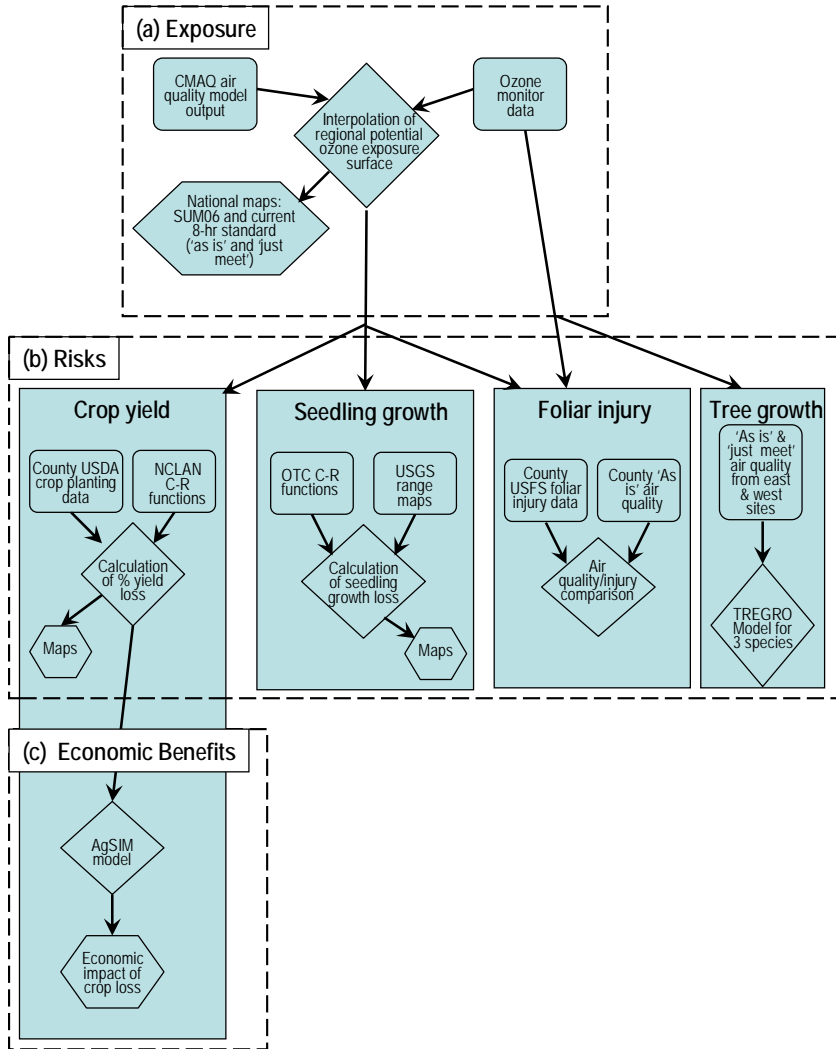 (a) Exposure
CMAQ air
quality model
output
Ozone
monitor
data
Interpolation of
regional potential
ozone exposure
surface
National maps:
SUM06 and current
8-hr standard
('as is' and 'just
meet')
(b) Risks
Crop yield
County USDA
crop planting
data
NCLAN
C-R
functions
Calculation
of % yield
loss
Maps
Seedling growth
OTC C-R
functions
USGS
range
maps
Calculation
of seedling
growth loss
Maps
Foliar injury
County
USFS foliar
injury data
County 'As
is' air
quality
Air
quality/injury
comparison
Tree growth
'As is' &
'just meet'
air quality
from east
& west
sites
TREGRO
Model for
3 species
(c) Economic Benefits
AgSIM
model
Economic
impact of
crop loss